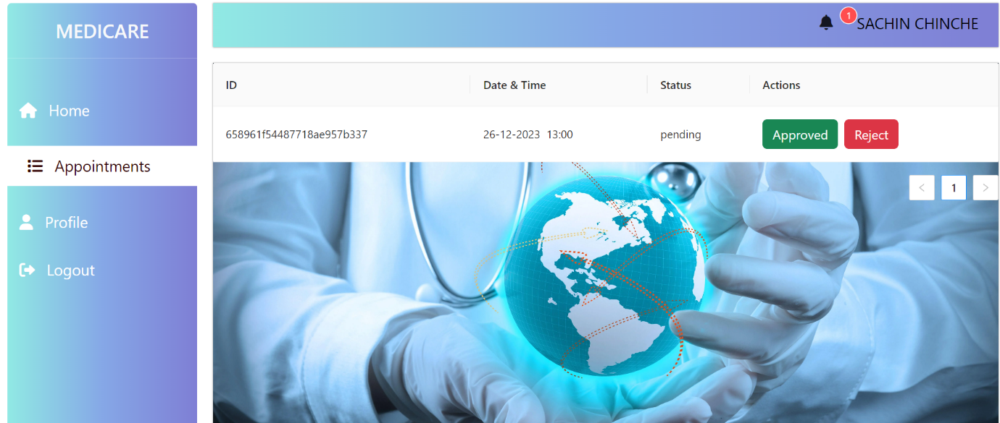 MEDICARE
1
SACHIN CHINCHE
Home
Appointments
Profile
Logout
ID Date & Time Status Actions
658961f54487718ae957b337 26-12-2023 13:00 pending Approved Reject
< 1 >